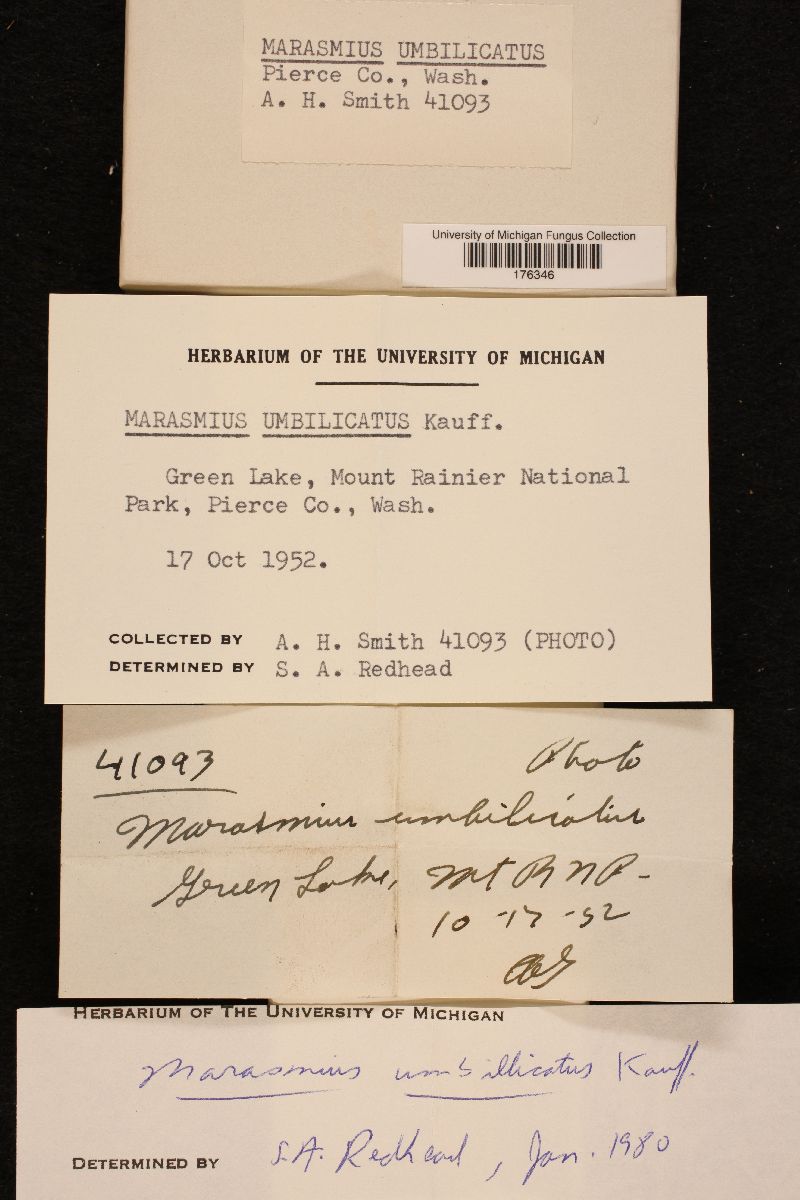 MARASMIUS UMBILICATUS
Pierce Co., Wash.
A. H. Smith 41093
University of Michigan Fungus Collection
176346
HERBARIUM OF THE UNIVERSITY OF MICHIGAN
MARASMIUS UMBILICATUS Kauff.
Green Lake, Mount Rainier National
Park, Pierce Co., Wash.
17 Oct 1952.
COLLECTED BY A. H. Smith 41093 (PHOTO)
DETERMINED BY S. A. Redhead
41093 Photo
Marasmius umbilicatus
Green Lake, Mt R N P-
10-17-52
HERBARIUM OF THE UNIVERSITY OF MICHIGAN
Marasmius umbillicatus Kauff.
DETERMINED BY S.A. Redhead, Jan. 1980